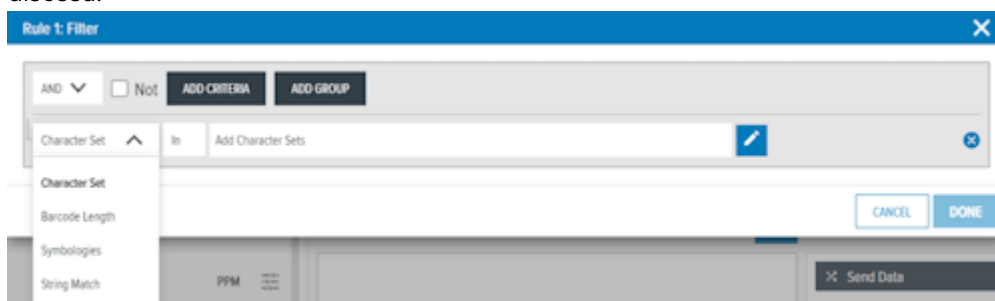 Rule 1: Filter
AND Not ADD CRITERIA ADD GROUP
Character Set In Add Character Sets
Character Set
Barcode Length
CANCEL DONE
Symbologies
String Match PPM Send Data